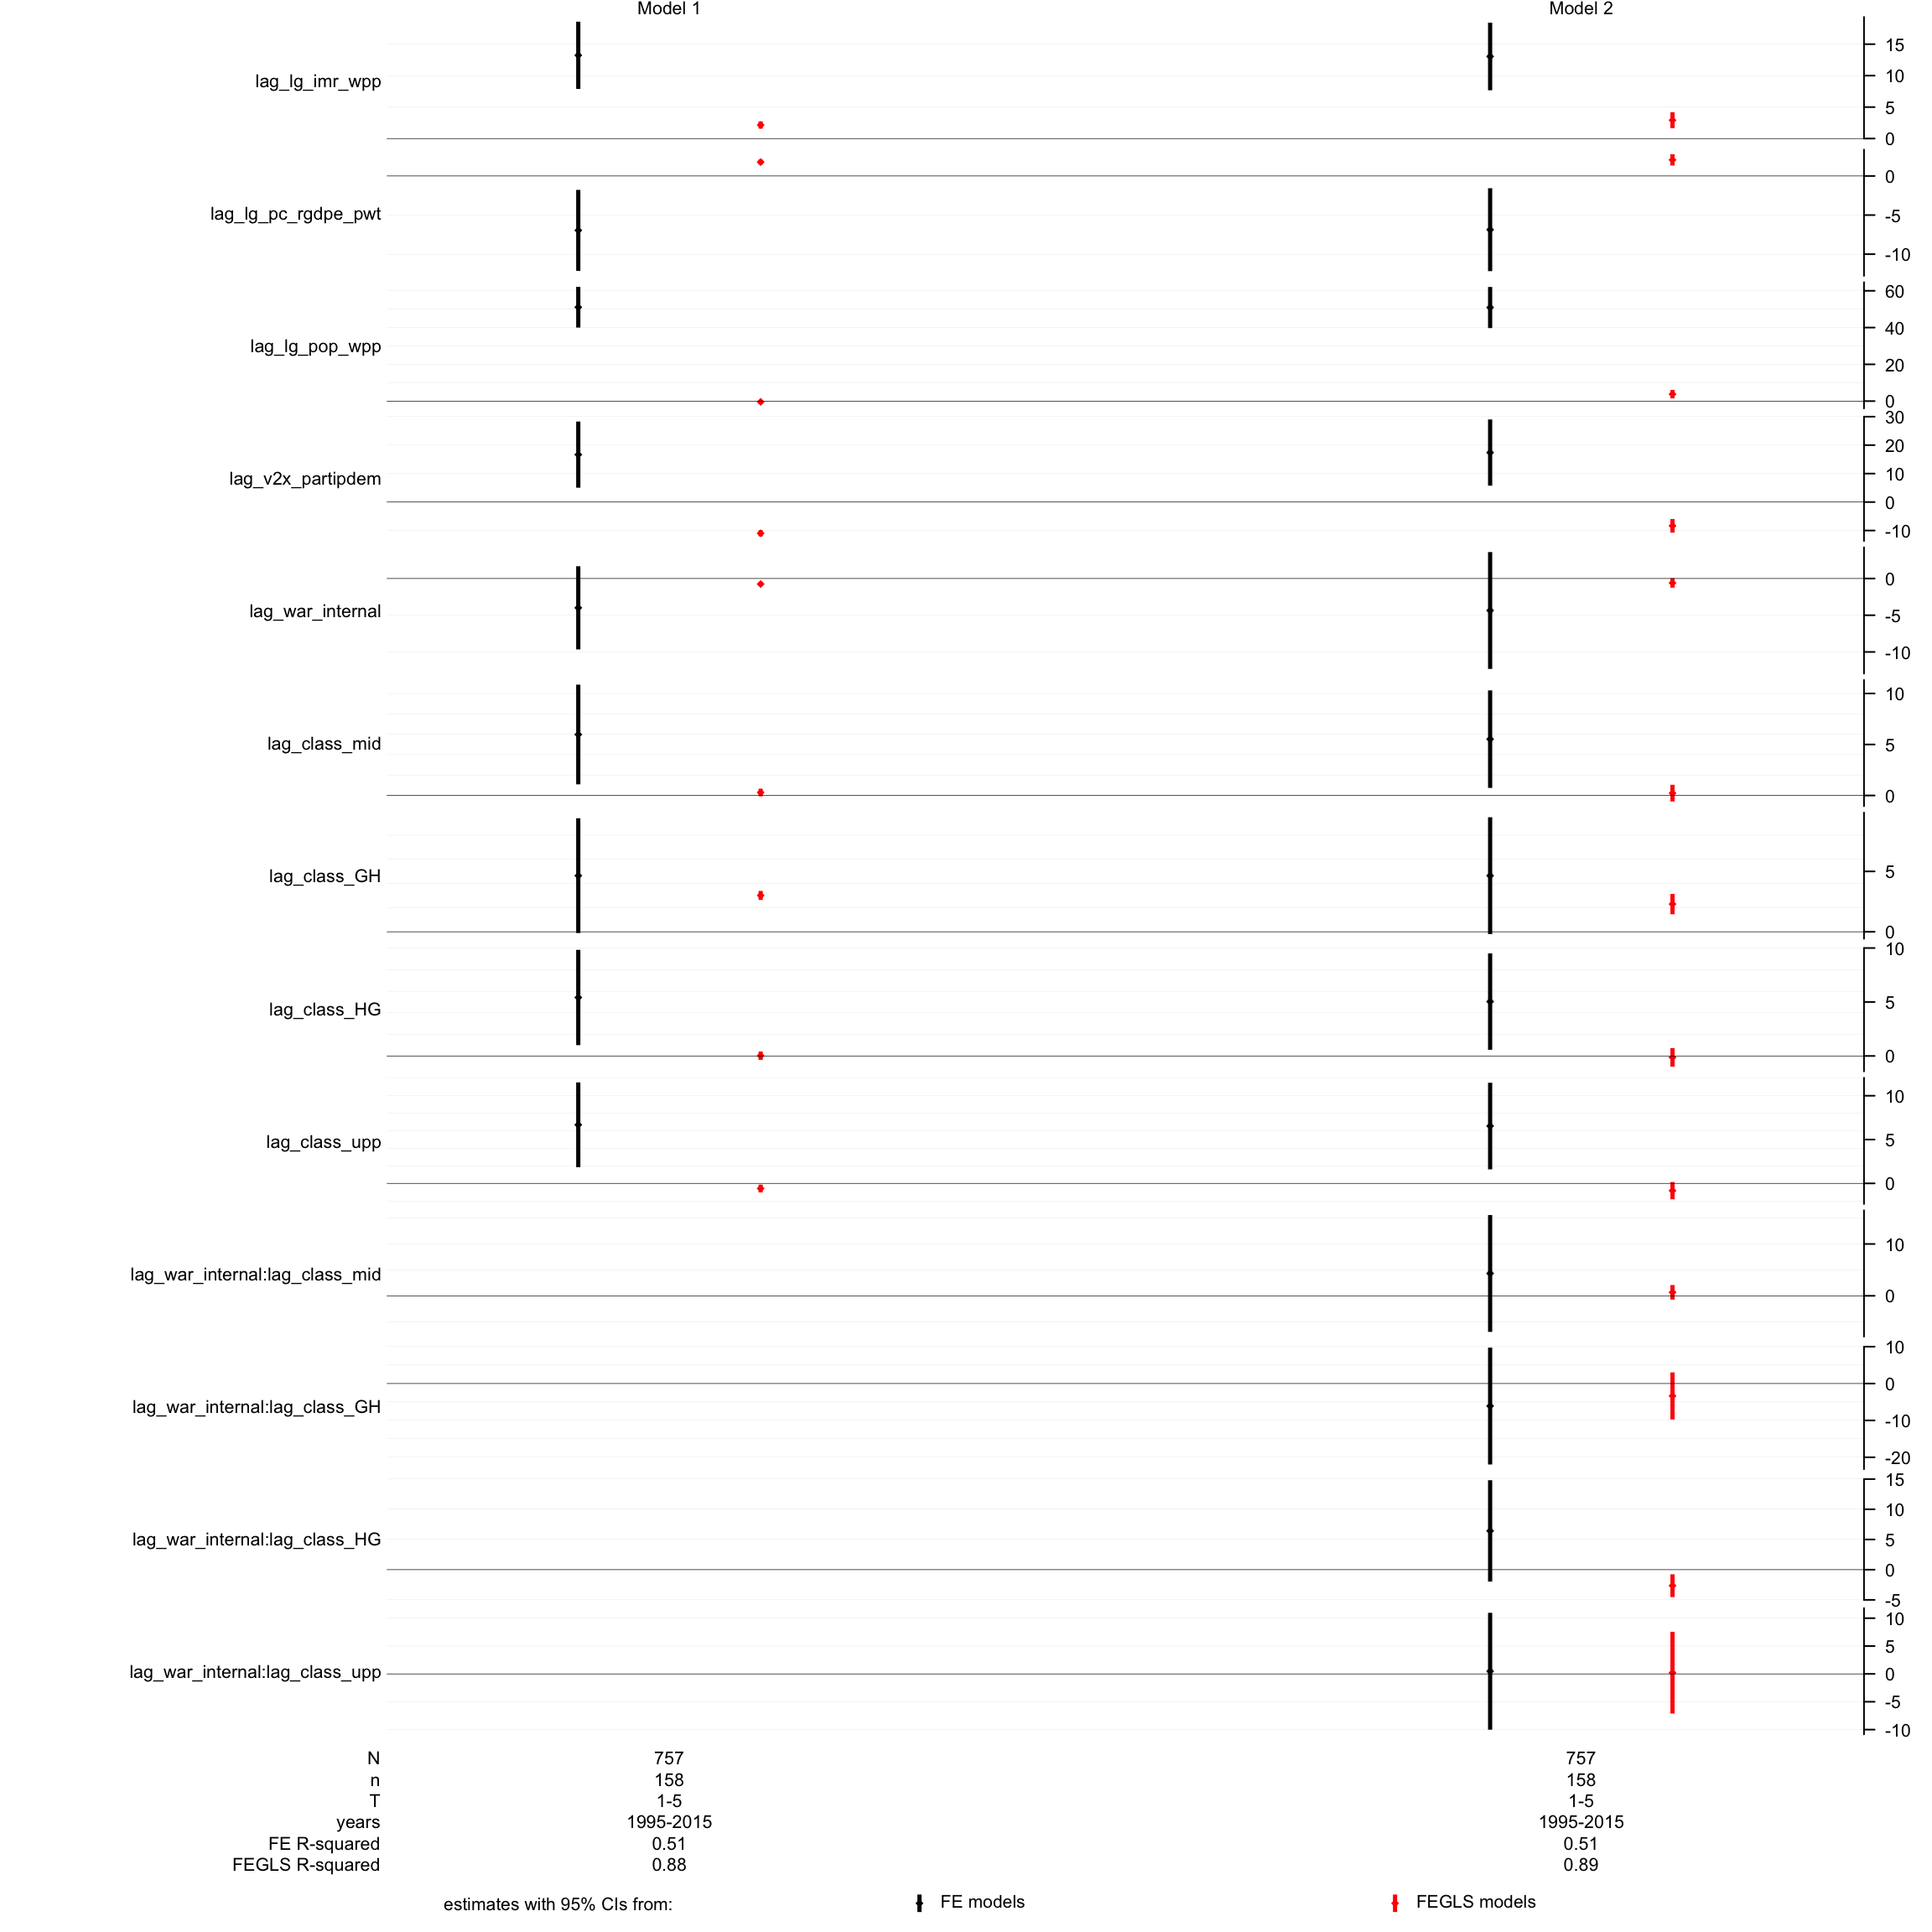 Model 1 Model 2
15
10
lag_lg_imr_wpp
5
0
0
lag_lg_pc_rgdpe_pwt
-5
-10
60
40
lag_lg_pop_wpp
20
0
30
20
lag_v2x_partipdem
10
0
-10
0
lag_war_internal
-5
-10
10
lag_class_mid
5
0
lag_class_GH
5
0
10
lag_class_HG
5
0
10
lag_class_upp
5
0
10
lag_war_internal:lag_class_mid
0
10
0
lag_war_internal:lag_class_GH
-10
-20
15
10
lag_war_internal:lag_class_HG
5
0
-5
10
5
lag_war_internal:lag_class_upp
0
-5
-10
N 757 757
n 158 158
T 1-5 1-5
years 1995-2015 1995-2015
FE R-squared 0.51 0.51
FEGLS R-squared 0.88 0.89
estimates with 95% CIs from: FE models FEGLS models